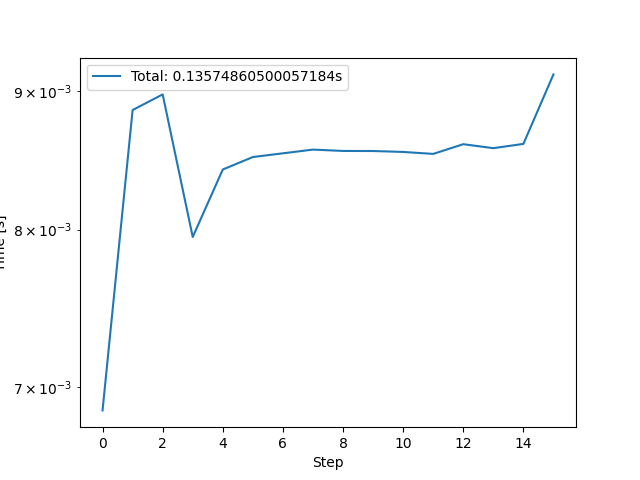 Total: 0.13574860500057184s
9 × 10⁻³
8 × 10⁻³
7 × 10⁻³
[s]
0 2 4 6 8 10 12 14
Step